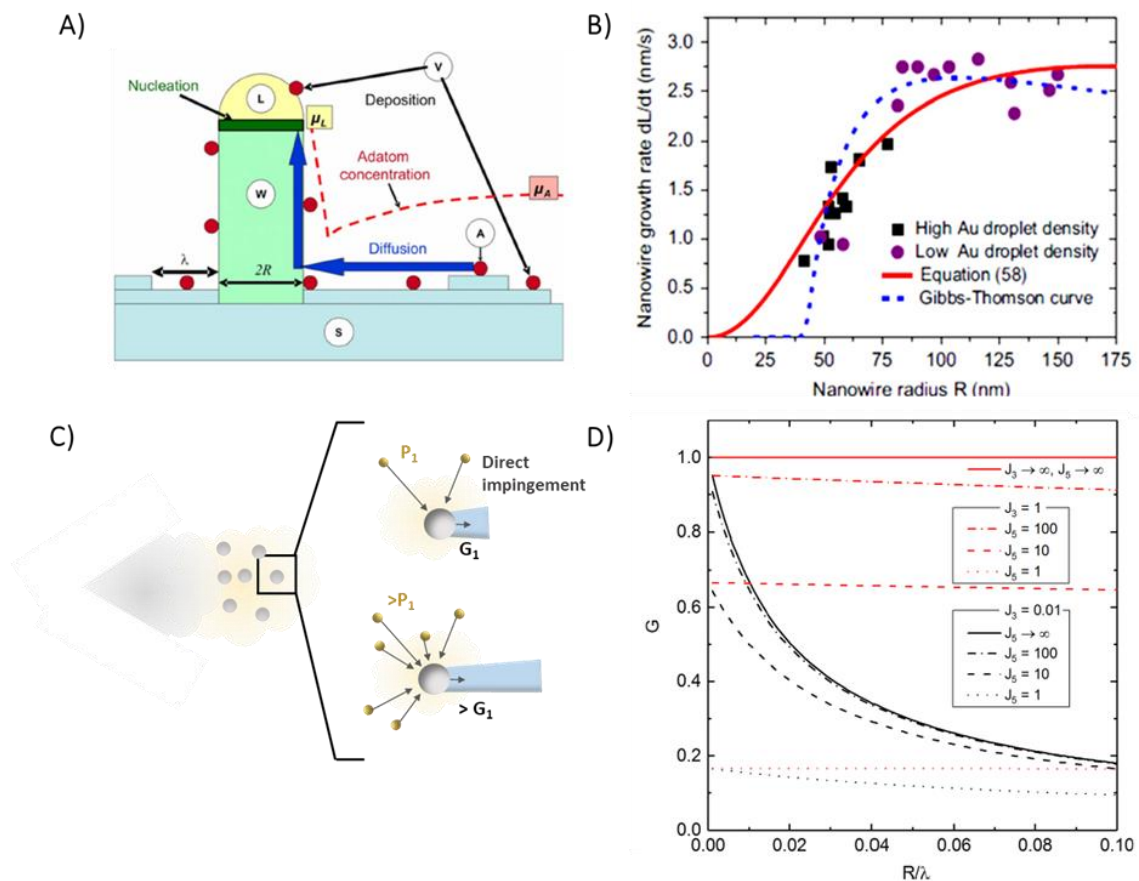 A)
Nucleation
L
V
Deposition
μL
W
Adatom
concentration
μA
Diffusion
A
λ
2R
S
B)
Nanowire growth rate dL/dt (nm/s)
3.0
2.5
2.0
1.5
1.0
0.5
0.0
High Au droplet density
Low Au droplet density
Equation (58)
Gibbs-Thomson curve
0 25 50 75 100 125 150 175
Nanowire radius R (nm)
C)
P1
Direct
impingement
G1
>P1
> G1
D)
G
1.0
0.8
0.6
0.4
0.2
0.0
J3 → ∞, J5 → ∞
J3 = 1
J5 = 100
J5 = 10
J5 = 1
J3 = 0.01
J5 → ∞
J5 = 100
J5 = 10
J5 = 1
0.00 0.02 0.04 0.06 0.08 0.10
R/λ